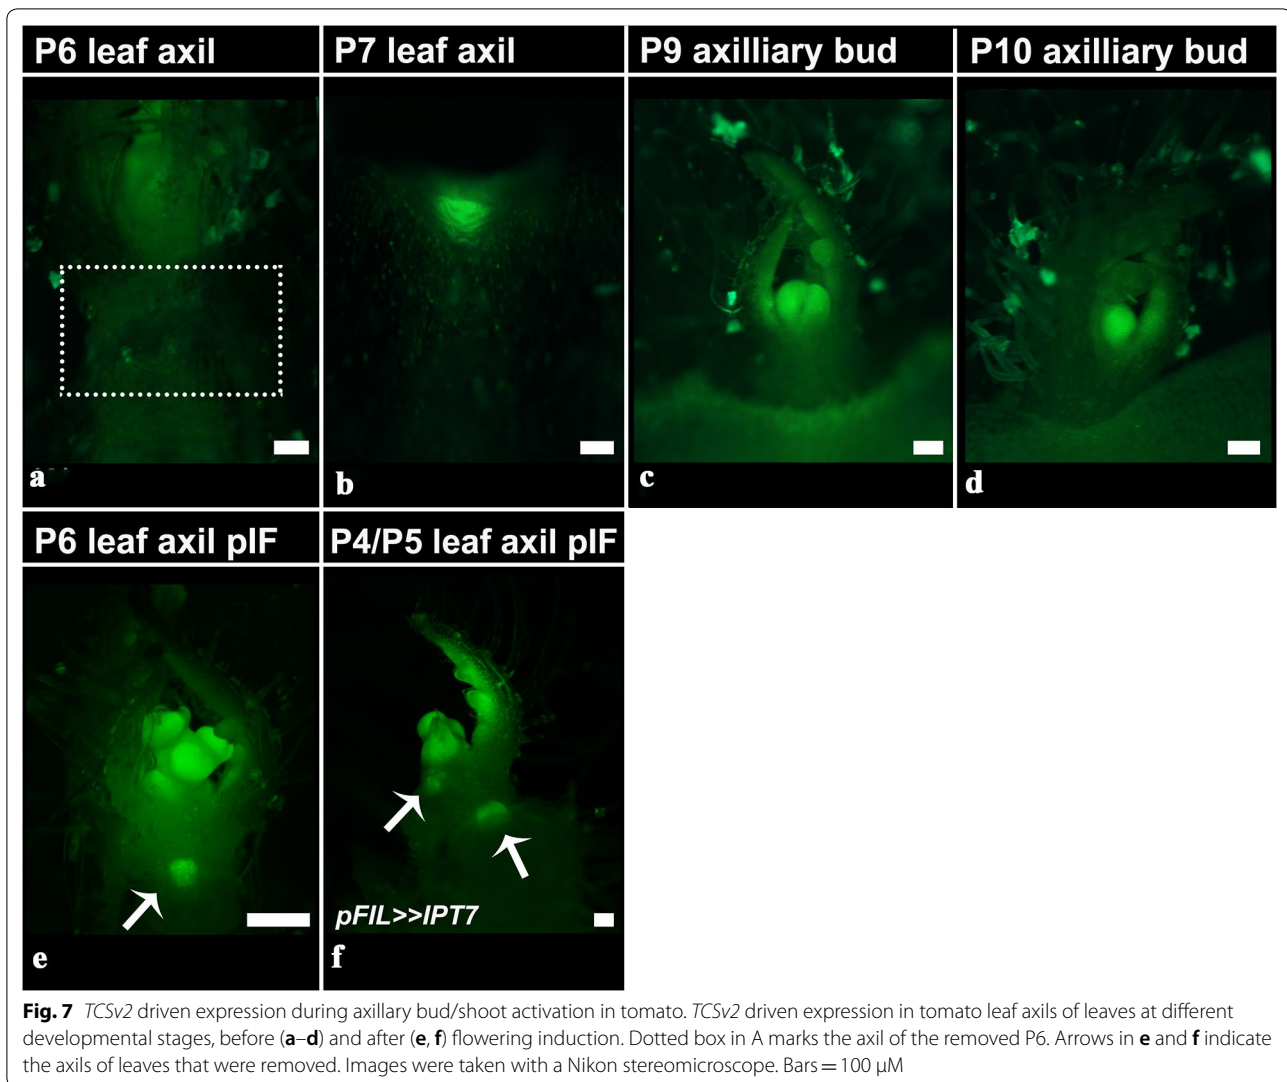 P6 leaf axil
P7 leaf axil
P9 axilliary bud
P10 axilliary bud
a
b
c
d
P6 leaf axil pIF
P4/P5 leaf axil pIF
pFIL>>IPT7
e
f
Fig. 7 TCSv2 driven expression during axillary bud/shoot activation in tomato. TCSv2 driven expression in tomato leaf axils of leaves at different
developmental stages, before (a–d) and after (e, f) flowering induction. Dotted box in A marks the axil of the removed P6. Arrows in e and f indicate
the axils of leaves that were removed. Images were taken with a Nikon stereomicroscope. Bars = 100 µM